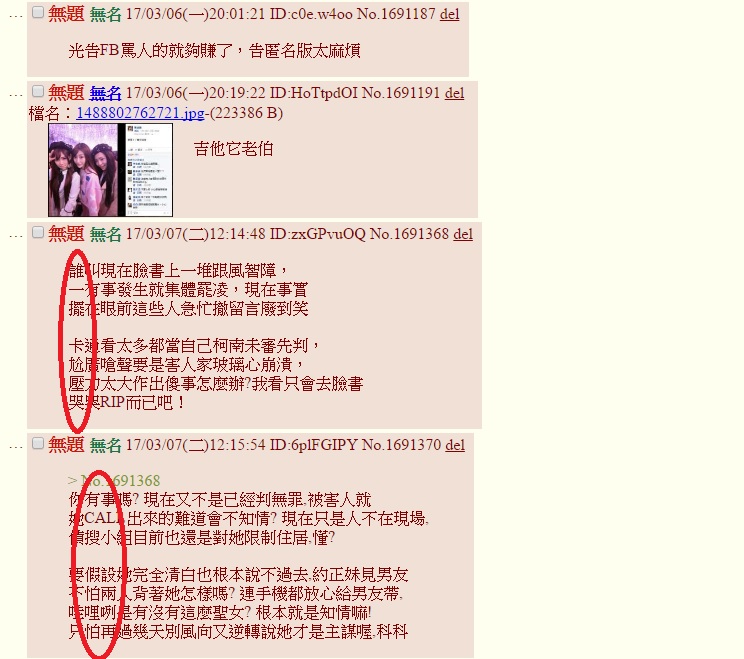 … 無題 無名 17/03/06(一)20:01:21 ID:c0e.w4oo No.1691187 del
光告FB罵人的就夠賺了，告匿名版太麻煩
… 無題 無名 17/03/06(一)20:19:22 ID:HoTtpdOI No.1691191 del
檔名：1488802762721.jpg-(223386 B)
吉他它老伯
… 無題 無名 17/03/07(二)12:14:48 ID:zxGPvuOQ No.1691368 del
誰叫現在臉書上一堆跟風智障，
一有事發生就集體罷凌，現在事實
擺在眼前這些人急忙撤留言廢到笑
卡通看太多都當自己柯南未審先判，
尬廣嗆聲要是害人家玻璃心崩潰，
壓力太大作出傻事怎麼辦?我看只會去臉書
哭哭RIP而已吧！
… 無題 無名 17/03/07(二)12:15:54 ID:6plFGIPY No.1691370 del
> No.1691368
你有事嗎? 現在又不是已經判無罪,被害人就
她CALL出來的難道會不知情? 現在只是人不在現場,
偵搜小組目前也還是對她限制住居,懂?
要假設她完全清白也根本說不過去,約正妹見男友
不怕兩人背著她怎樣嗎? 連手機都放心給男友帶,
哇哩咧是有沒有這麼聖女? 根本就是知情嘛!
只怕再過幾天別風向又逆轉說她才是主謀喔,科科